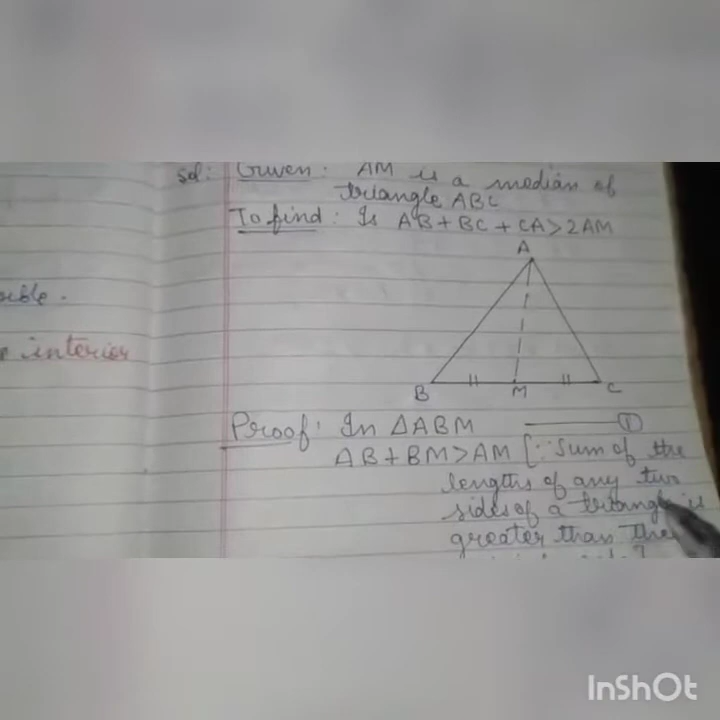 sol: Given: AM is a median of
triangle ABC
To find: Is AB+BC+CA>2AM
A
B M C
interior
Proof: In △ABM ——— ①
AB+BM>AM [∵ Sum of the
lengths of any two
sides of a triangle is
greater than the
InShOt